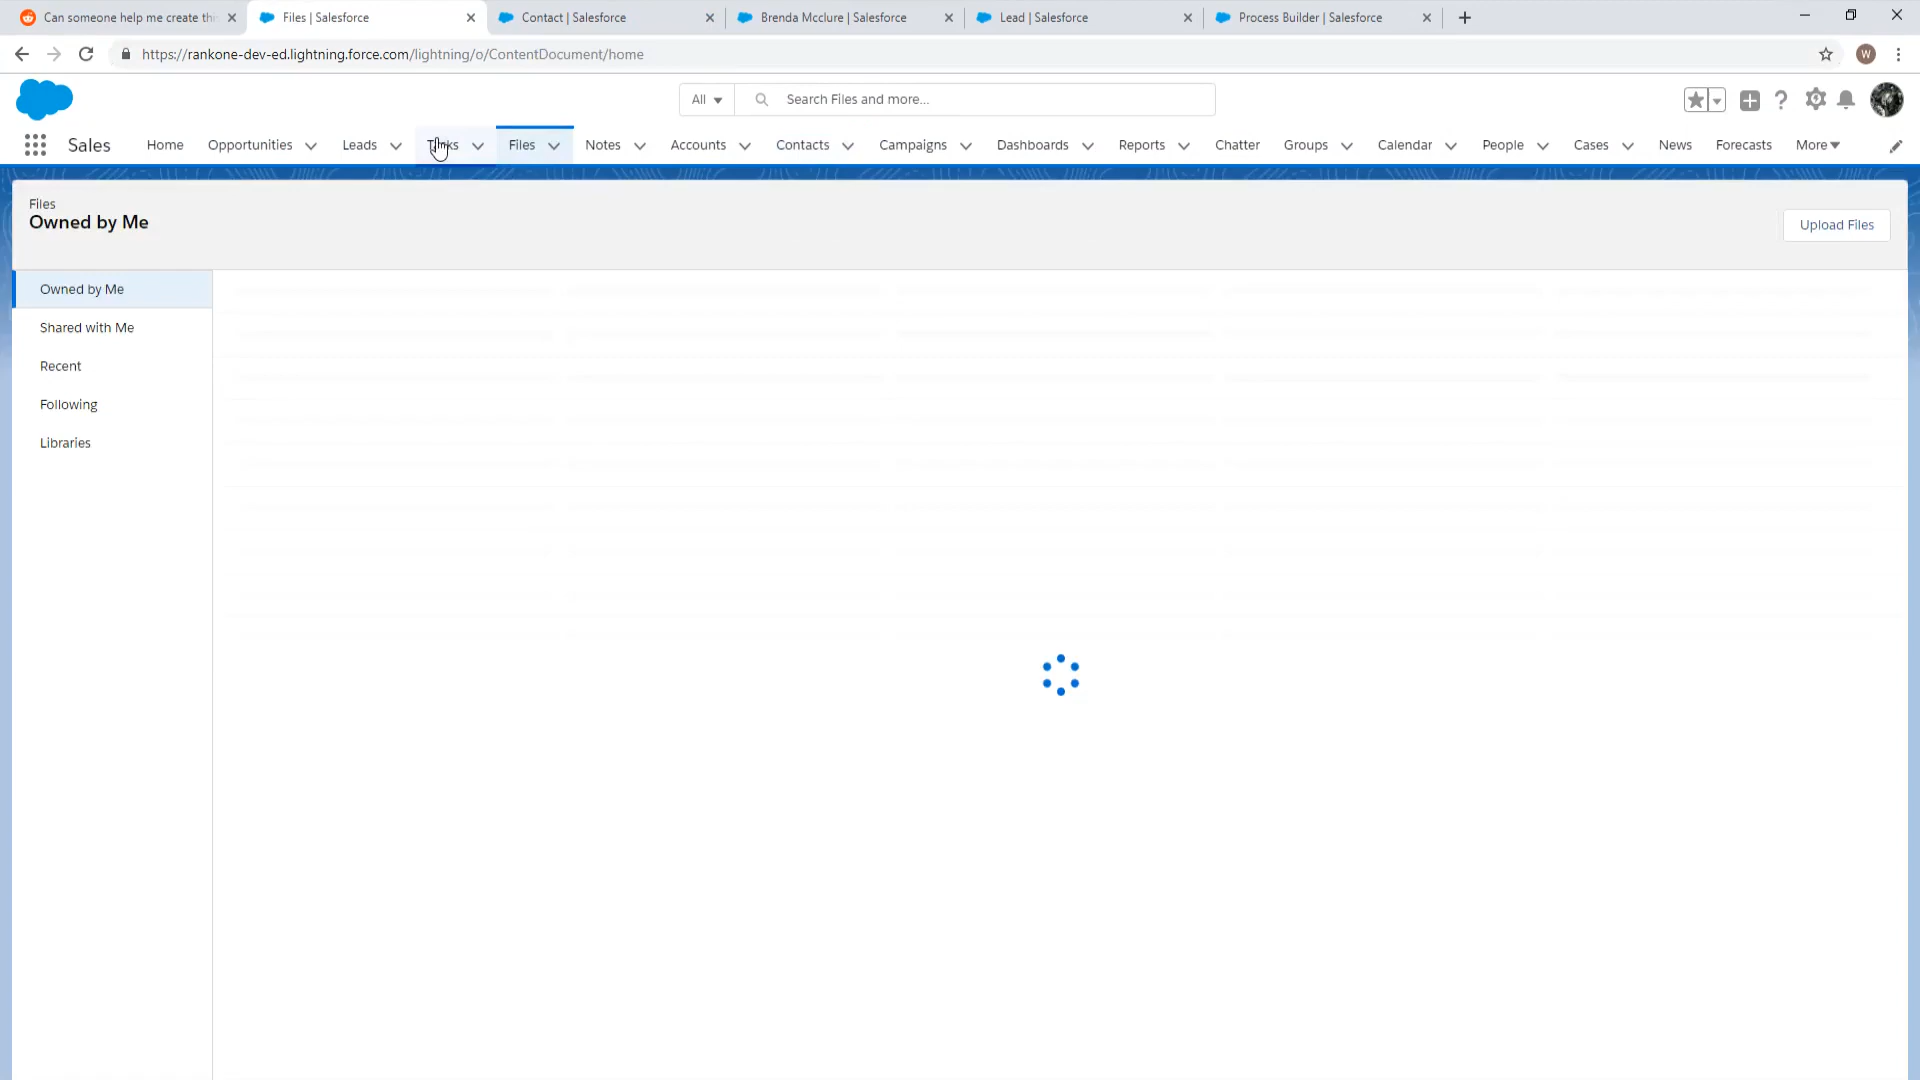 Can someone help me create thi
Files | Salesforce
Contact | Salesforce
Brenda Mcclure | Salesforce
Lead | Salesforce
Process Builder | Salesforce
https://rankone-dev-ed.lightning.force.com/lightning/o/ContentDocument/home
W
All
Search Files and more...
Sales
Home
Opportunities
Leads
Files
Notes
Accounts
Contacts
Campaigns
Dashboards
Reports
Chatter
Groups
Calendar
People
Cases
News
Forecasts
More
Files
Owned by Me
Upload Files
Owned by Me
Shared with Me
Recent
Following
Libraries